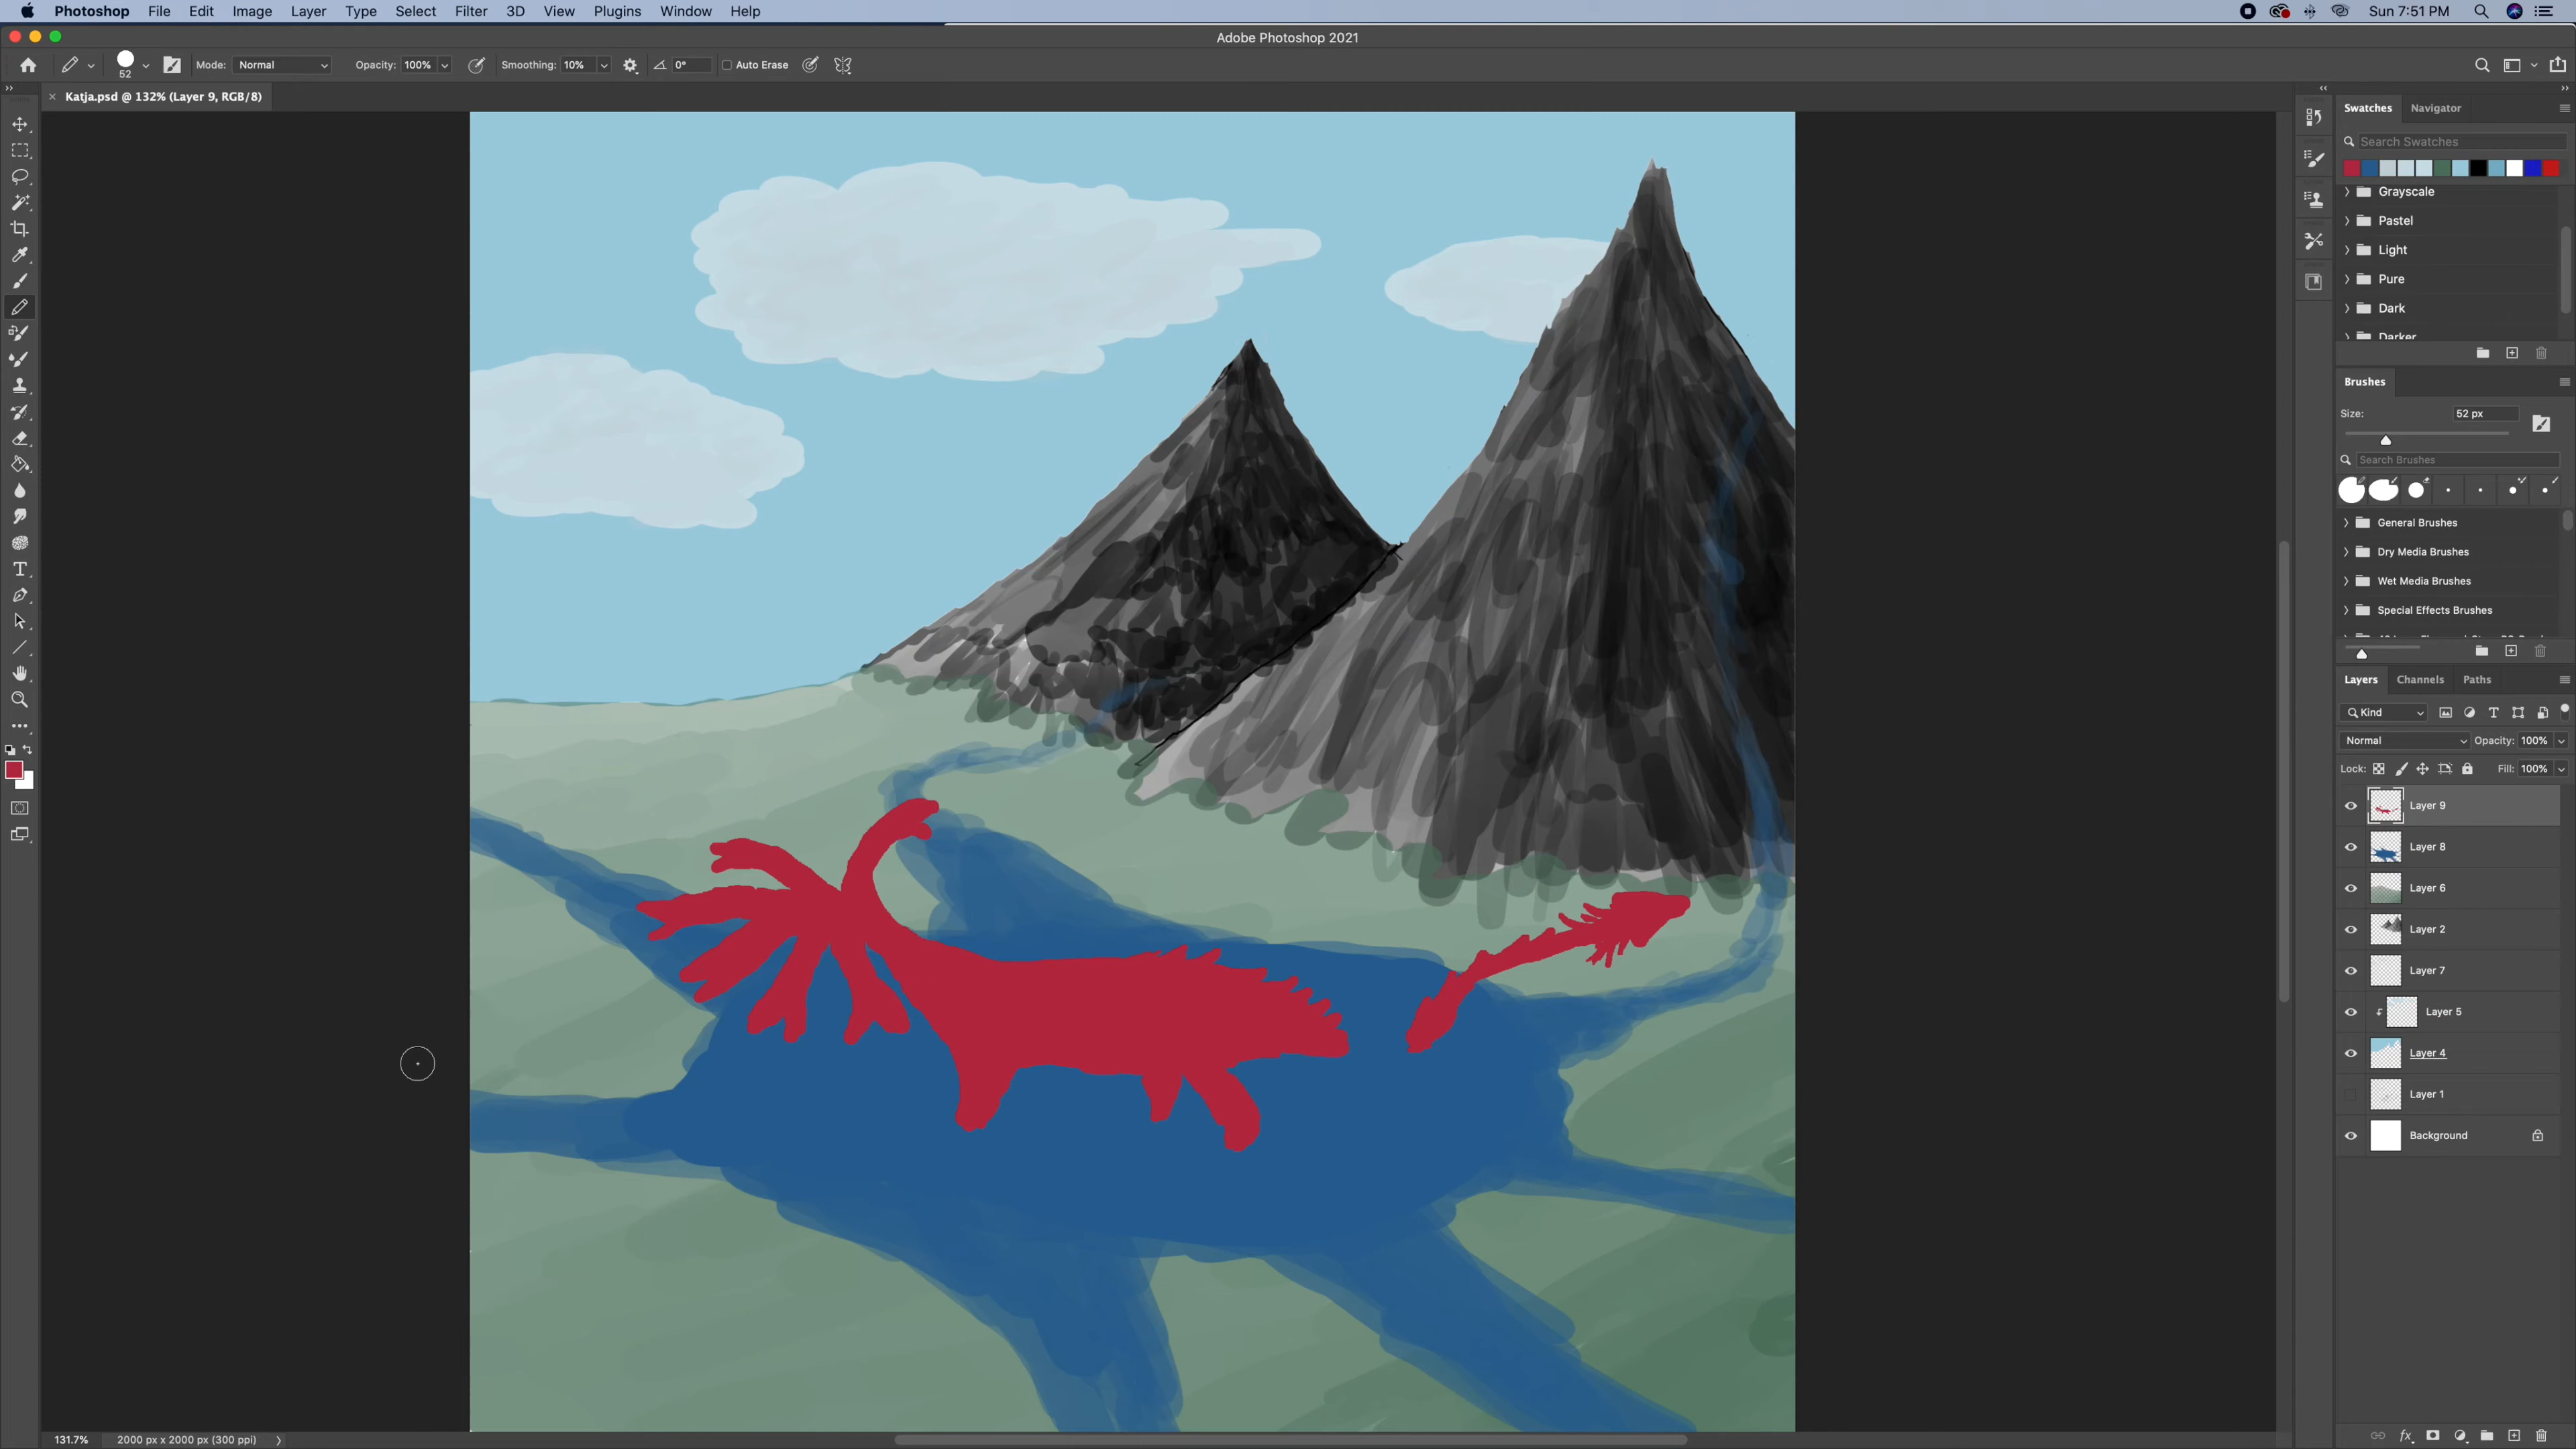 Photoshop File Edit Image Layer Type Select Filter 3D View Plugins Window Help Sun 7:51 PM
Adobe Photoshop 2021
52 Mode: Normal Opacity: 100% Smoothing: 10% 0° Auto Erase
× Katja.psd @ 132% (Layer 9, RGB/8)
Swatches Navigator
Search Swatches
Grayscale
Pastel
Light
Pure
Dark
Darker
Brushes
Size: 52 px
Search Brushes
General Brushes
Dry Media Brushes
Wet Media Brushes
Special Effects Brushes
Layers Channels Paths
Kind
Normal Opacity: 100%
Lock: Fill: 100%
Layer 9
Layer 8
Layer 6
Layer 2
Layer 7
Layer 5
Layer 4
Layer 1
Background
fx
131.7% 2000 px x 2000 px (300 ppi)